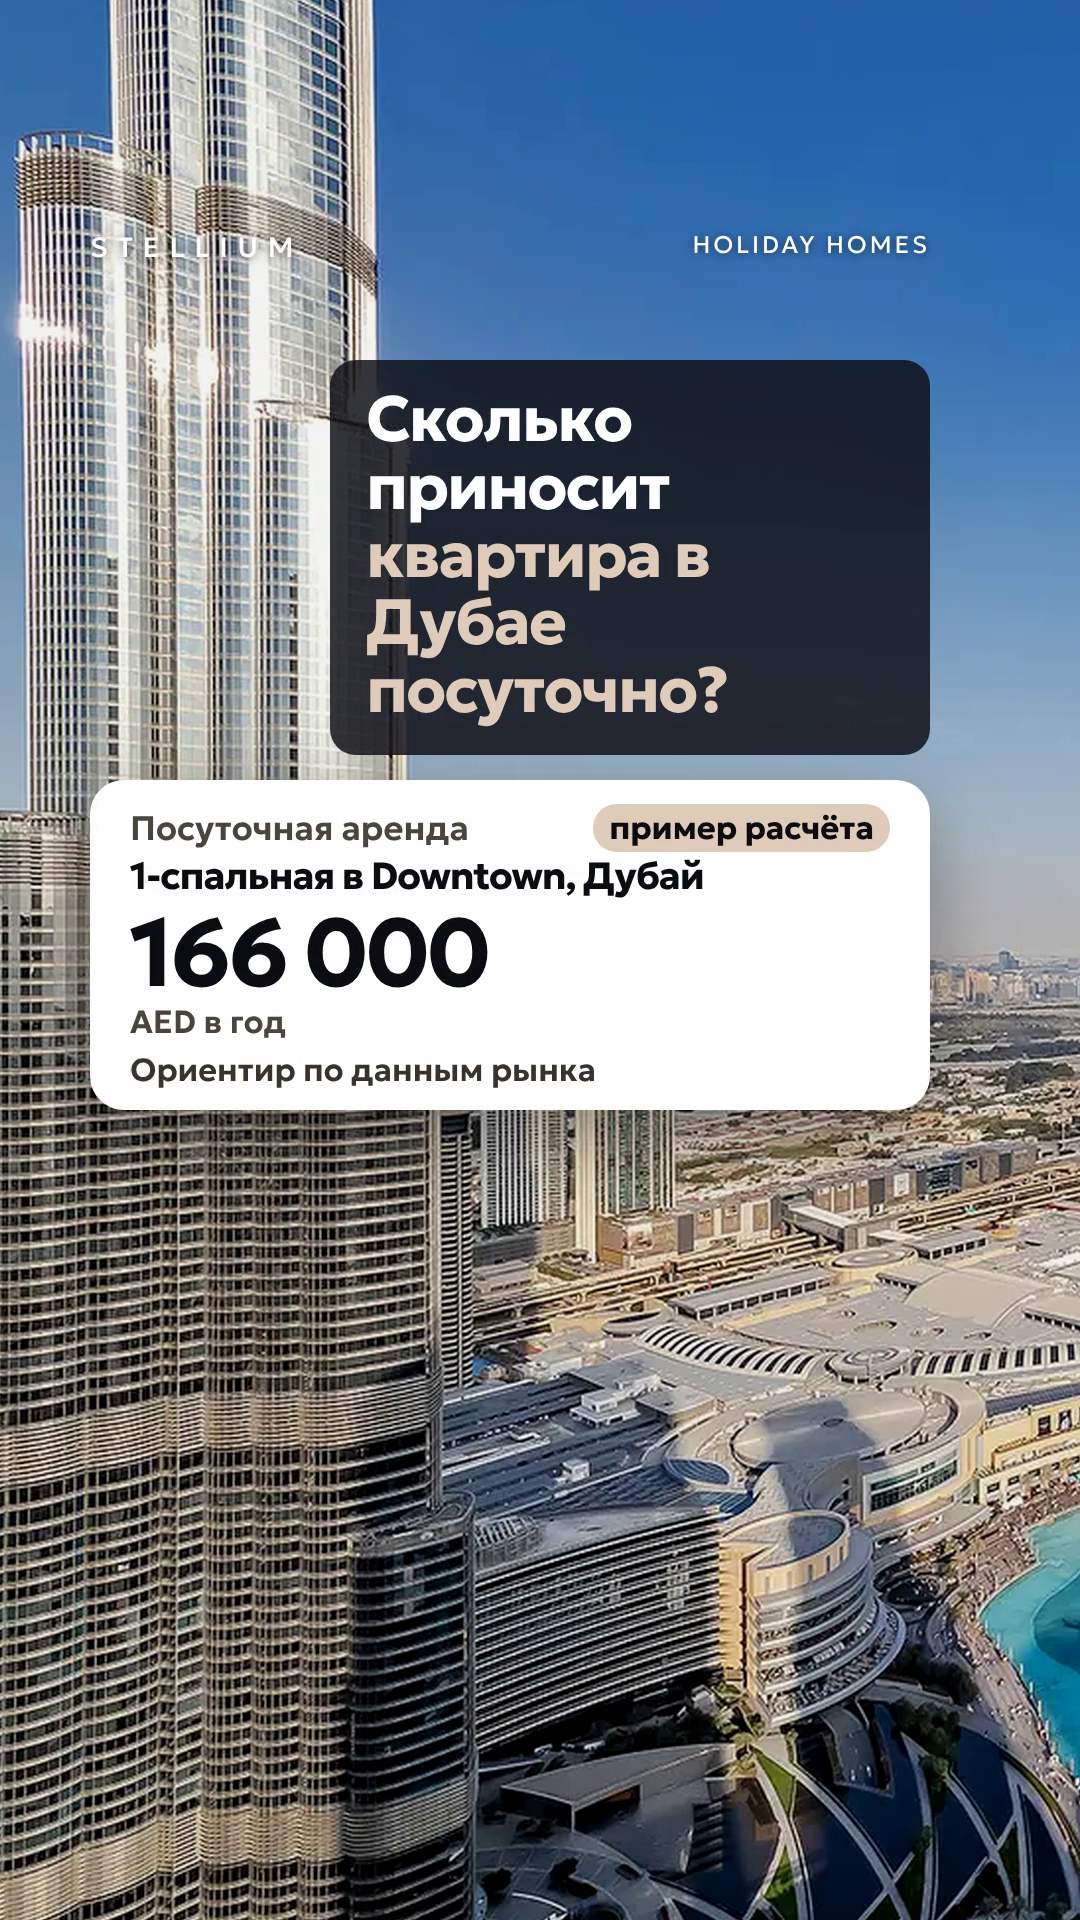 STELLIUM
HOLIDAY HOMES
Сколько
приносит
квартира в
Дубае
посуточно?
Посуточная аренда
пример расчёта
1-спальная в Downtown, Дубай
166 000
AED в год
Ориентир по данным рынка